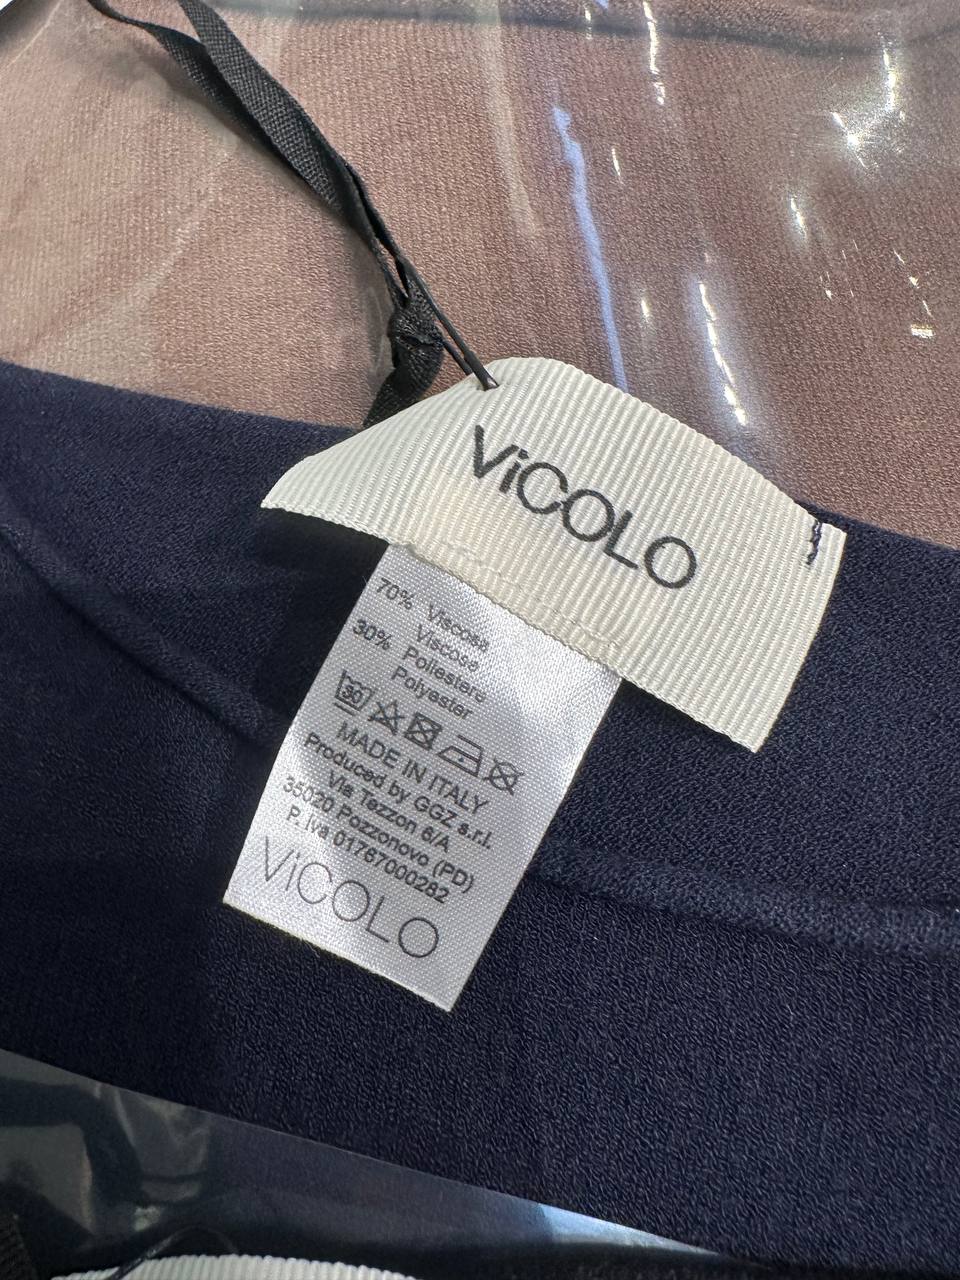 ViCOLO
70% Viscosa
Viscose
30% Poliestere
Polyester
30
MADE IN ITALY
Produced by GGZ s.r.l.
Via Tazzon 6/A
35020 Pozzonovo (PD)
P. iva 01767000282
ViCOLO